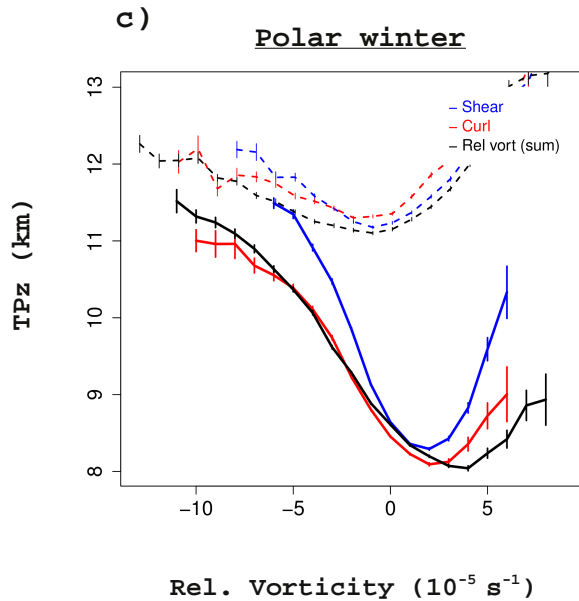 c)
Polar winter
13
12
11
10
9
8
TPz (km)
Shear
Curl
Rel vort (sum)
−10
−5
0
5
Rel. Vorticity (10⁻⁵ s⁻¹)